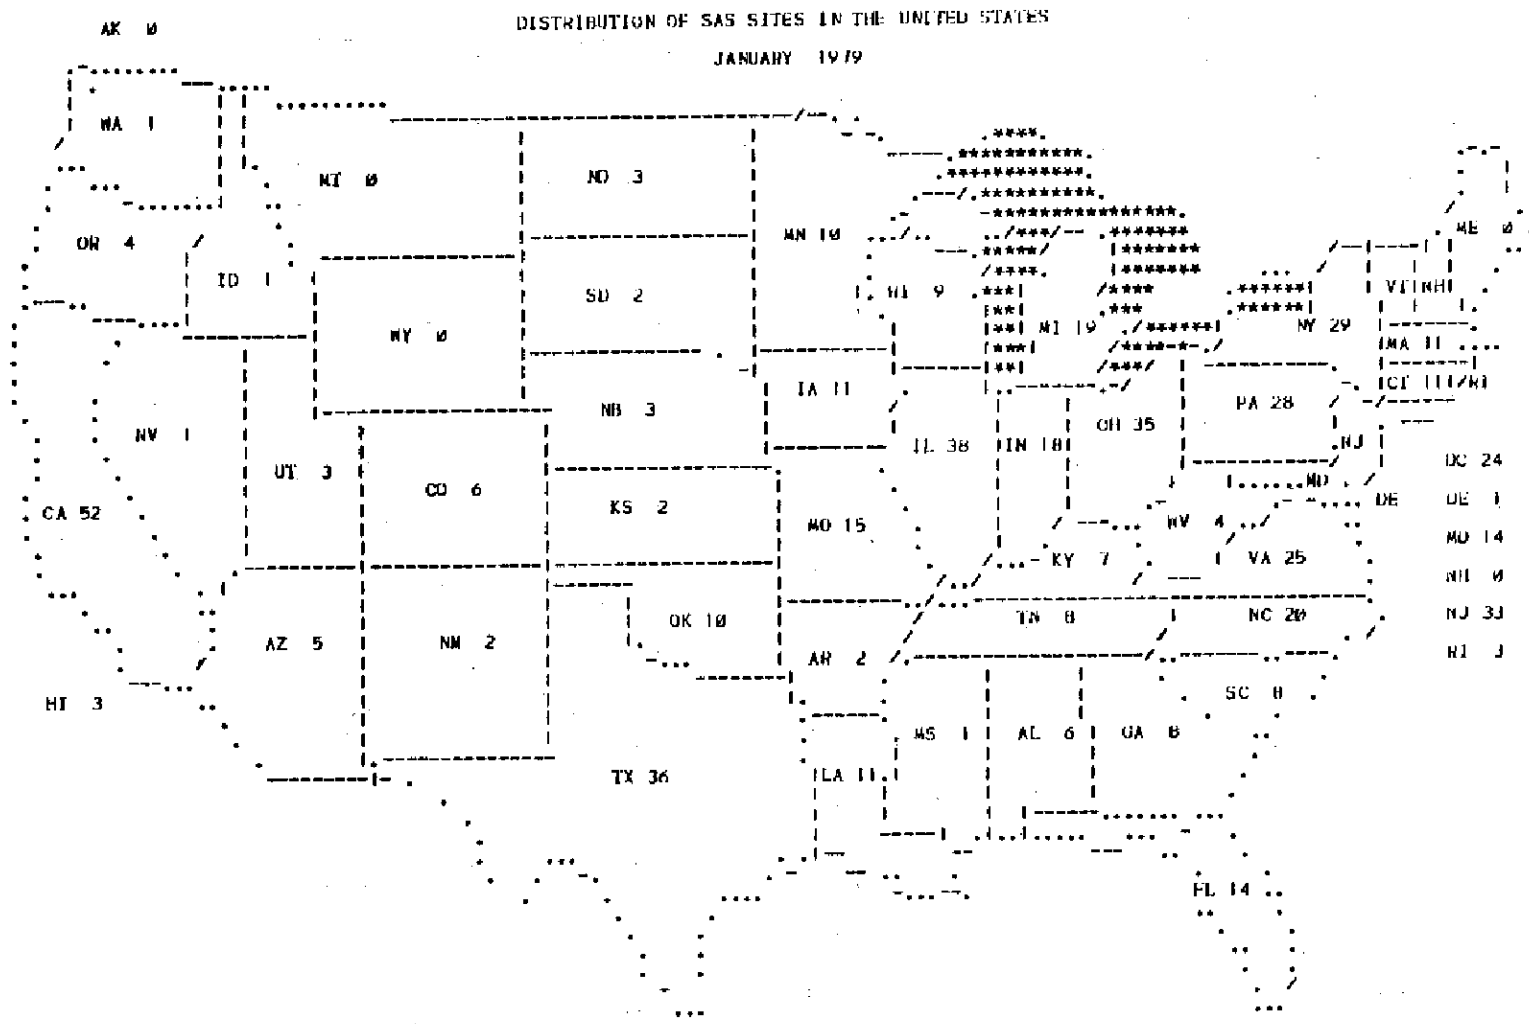 DISTRIBUTION OF SAS SITES IN THE UNITED STATES
AK 0
JANUARY 1979
WA 1
MT 0
ND 3
OR 4
MN 10
ME 0
ID 1
SD 2
WI 9
VT NH
WY 0
MI 19
NY 29
MA 11
IA 11
CT 11 RI
NB 3
PA 28
NV 1
OH 35
IL 38
IN 18
NJ
UT 3
DC 24
CO 6
MD
KS 2
DE
DE 1
CA 52
MO 15
WV 4
MD 14
KY 7
VA 25
NH 0
OK 10
TN 8
NC 20
NJ 33
AZ 5
NM 2
AR 2
RI 3
HI 3
SC 8
MS 1
AL 6
GA 8
TX 36
LA 11
FL 14